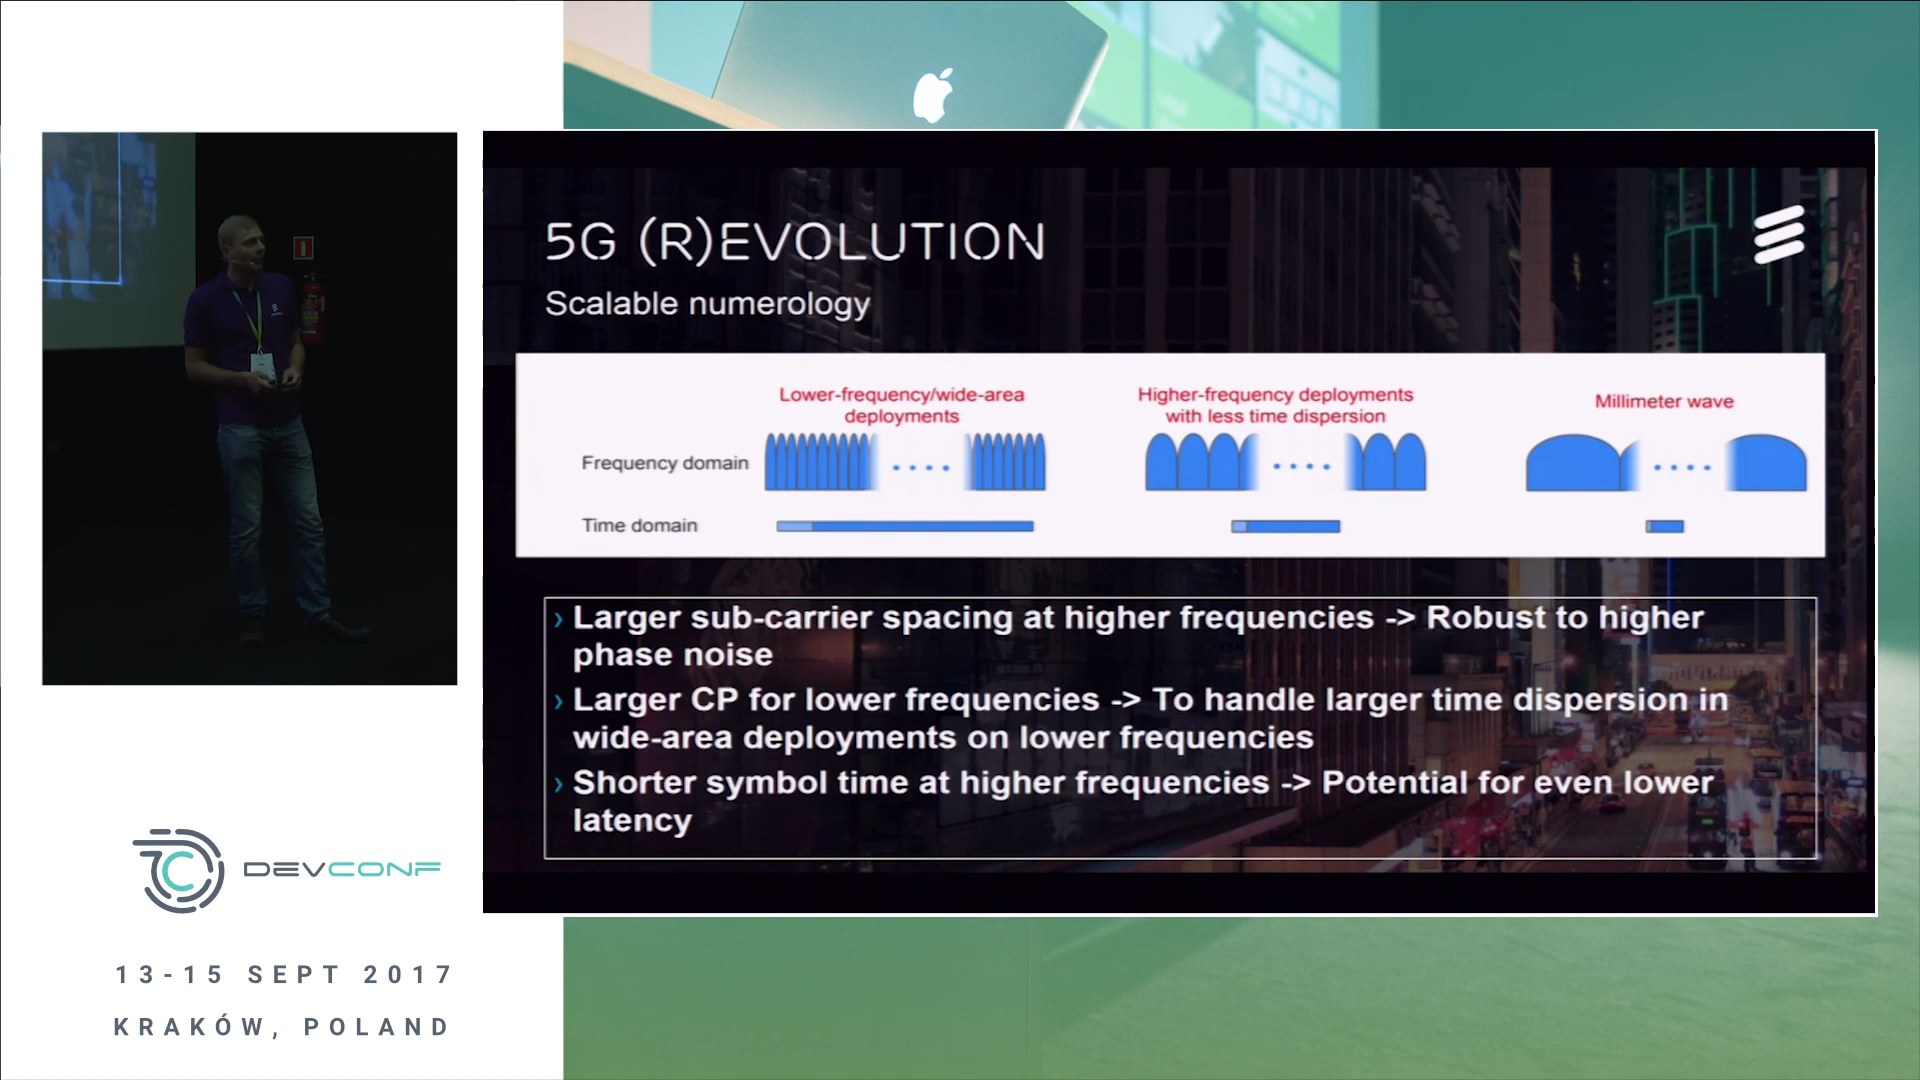 5G (R)EVOLUTION
Scalable numerology
Lower-frequency/wide-area
deployments
Higher-frequency deployments
with less time dispersion
Millimeter wave
Frequency domain
Time domain
› Larger sub-carrier spacing at higher frequencies -> Robust to higher
phase noise
› Larger CP for lower frequencies -> To handle larger time dispersion in
wide-area deployments on lower frequencies
› Shorter symbol time at higher frequencies -> Potential for even lower
latency
DEVCONF
13-15 SEPT 2017
KRAKÓW, POLAND